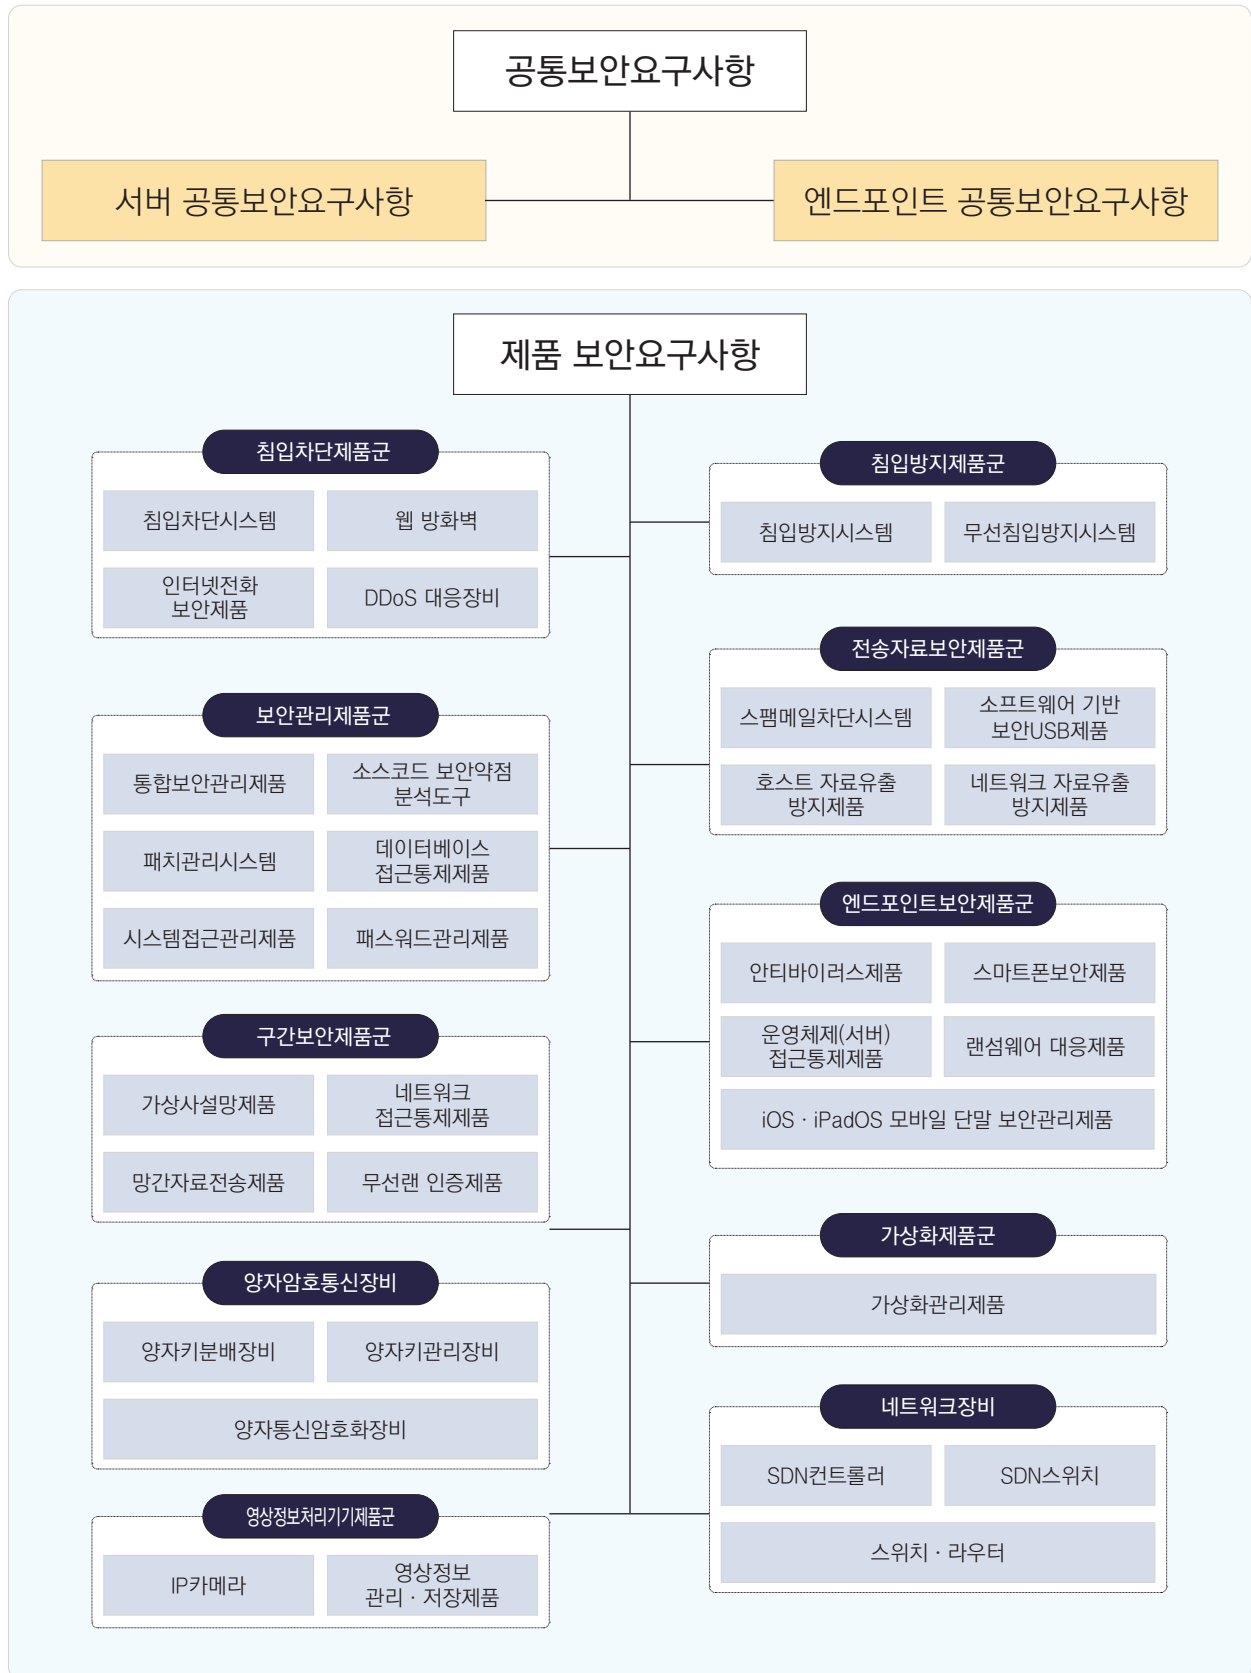 공통보안요구사항
서버 공통보안요구사항
엔드포인트 공통보안요구사항
제품 보안요구사항
침입차단제품군
침입차단시스템
웹 방화벽
인터넷전화
보안제품
DDoS 대응장비
침입방지제품군
침입방지시스템
무선침입방지시스템
전송자료보안제품군
스팸메일차단시스템
소프트웨어 기반
보안USB제품
호스트 자료유출
방지제품
네트워크 자료유출
방지제품
보안관리제품군
통합보안관리제품
소스코드 보안약점
분석도구
패치관리시스템
데이터베이스
접근통제제품
시스템접근관리제품
패스워드관리제품
엔드포인트보안제품군
안티바이러스제품
스마트폰보안제품
운영체제(서버)
접근통제제품
랜섬웨어 대응제품
iOS · iPadOS 모바일 단말 보안관리제품
구간보안제품군
가상사설망제품
네트워크
접근통제제품
망간자료전송제품
무선랜 인증제품
가상화제품군
가상화관리제품
양자암호통신장비
양자키분배장비
양자키관리장비
양자통신암호화장비
네트워크장비
SDN컨트롤러
SDN스위치
스위치 · 라우터
영상정보처리기기제품군
IP카메라
영상정보
관리 · 저장제품